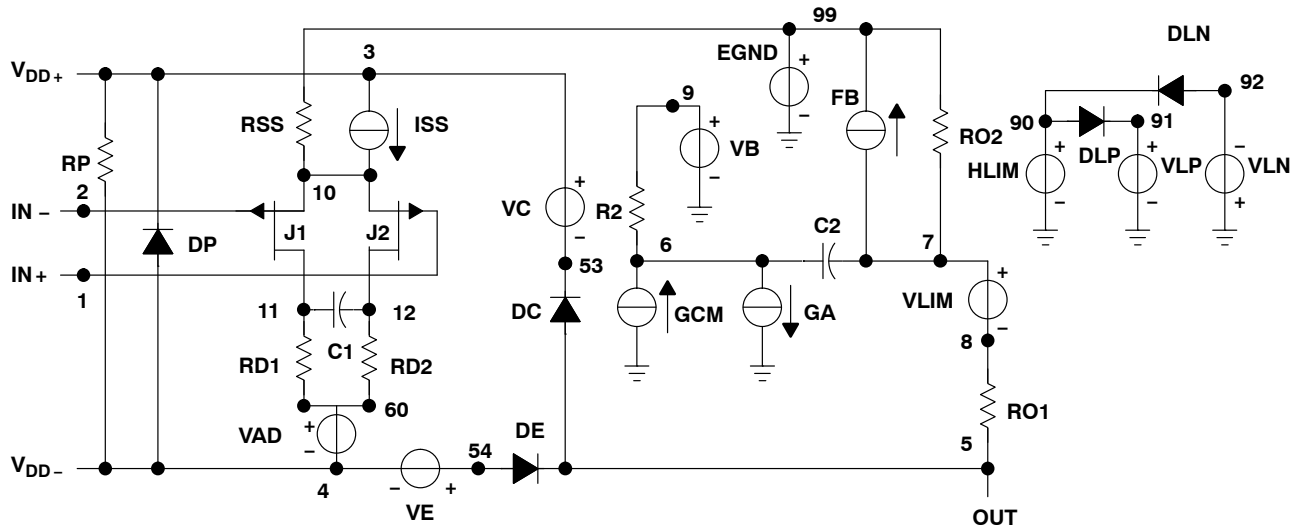 99
DLN
3
EGND
+
VDD+
92
9
FB
−
RSS
ISS
+
90
91
RO2
VB
RP
−
DLP
+
+
−
2
10
HLIM
VLP
VLN
+
IN −
VC
R2
−
−
+
J1
J2
C2
DP
−
6
7
IN +
53
+
1
VLIM
11
12
DC
GCM
GA
−
C1
8
RD1
RD2
60
RO1
+
VAD
DE
−
54
5
VDD −
4
−
+
VE
OUT